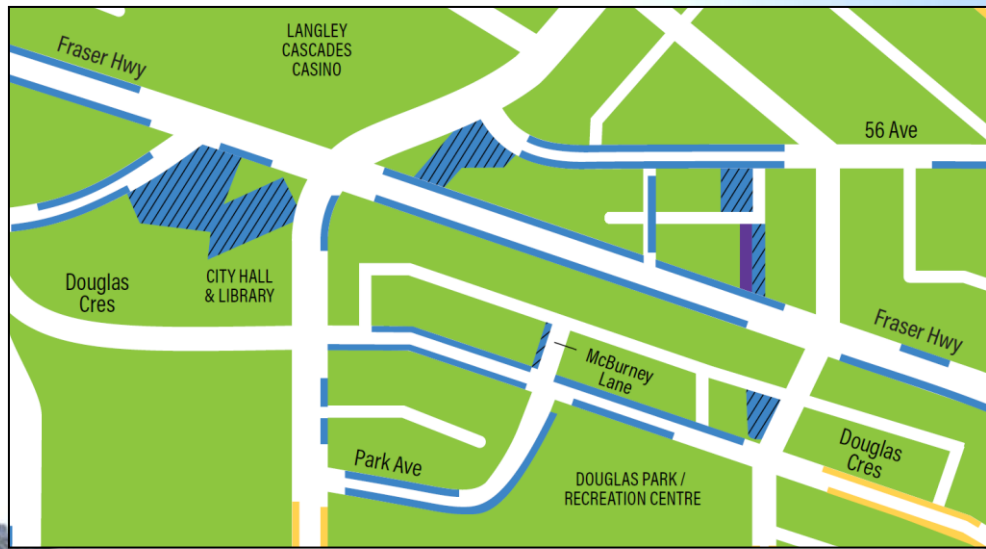 LANGLEY
CASCADES
CASINO
Fraser Hwy
56 Ave
CITY HALL
& LIBRARY
Douglas
Cres
Fraser Hwy
McBurney
Lane
Park Ave
DOUGLAS PARK /
RECREATION CENTRE
Douglas
Cres